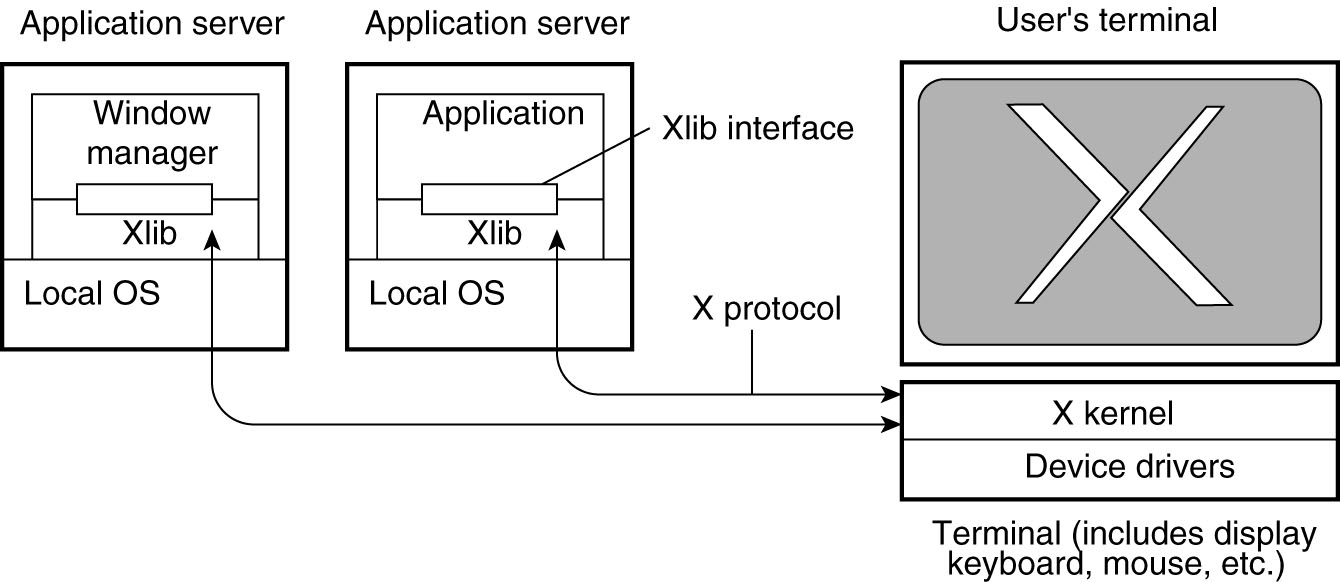 Application server
Application server
User's terminal
Window
manager
Application
Xlib interface
Xlib
Xlib
Local OS
Local OS
X protocol
X
X kernel
Device drivers
Terminal (includes display
keyboard, mouse, etc.)